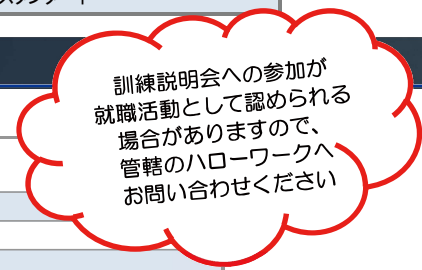 訓練説明会への参加が
就職活動として認められる
場合がありますので、
管轄のハローワークへ
お問い合わせください